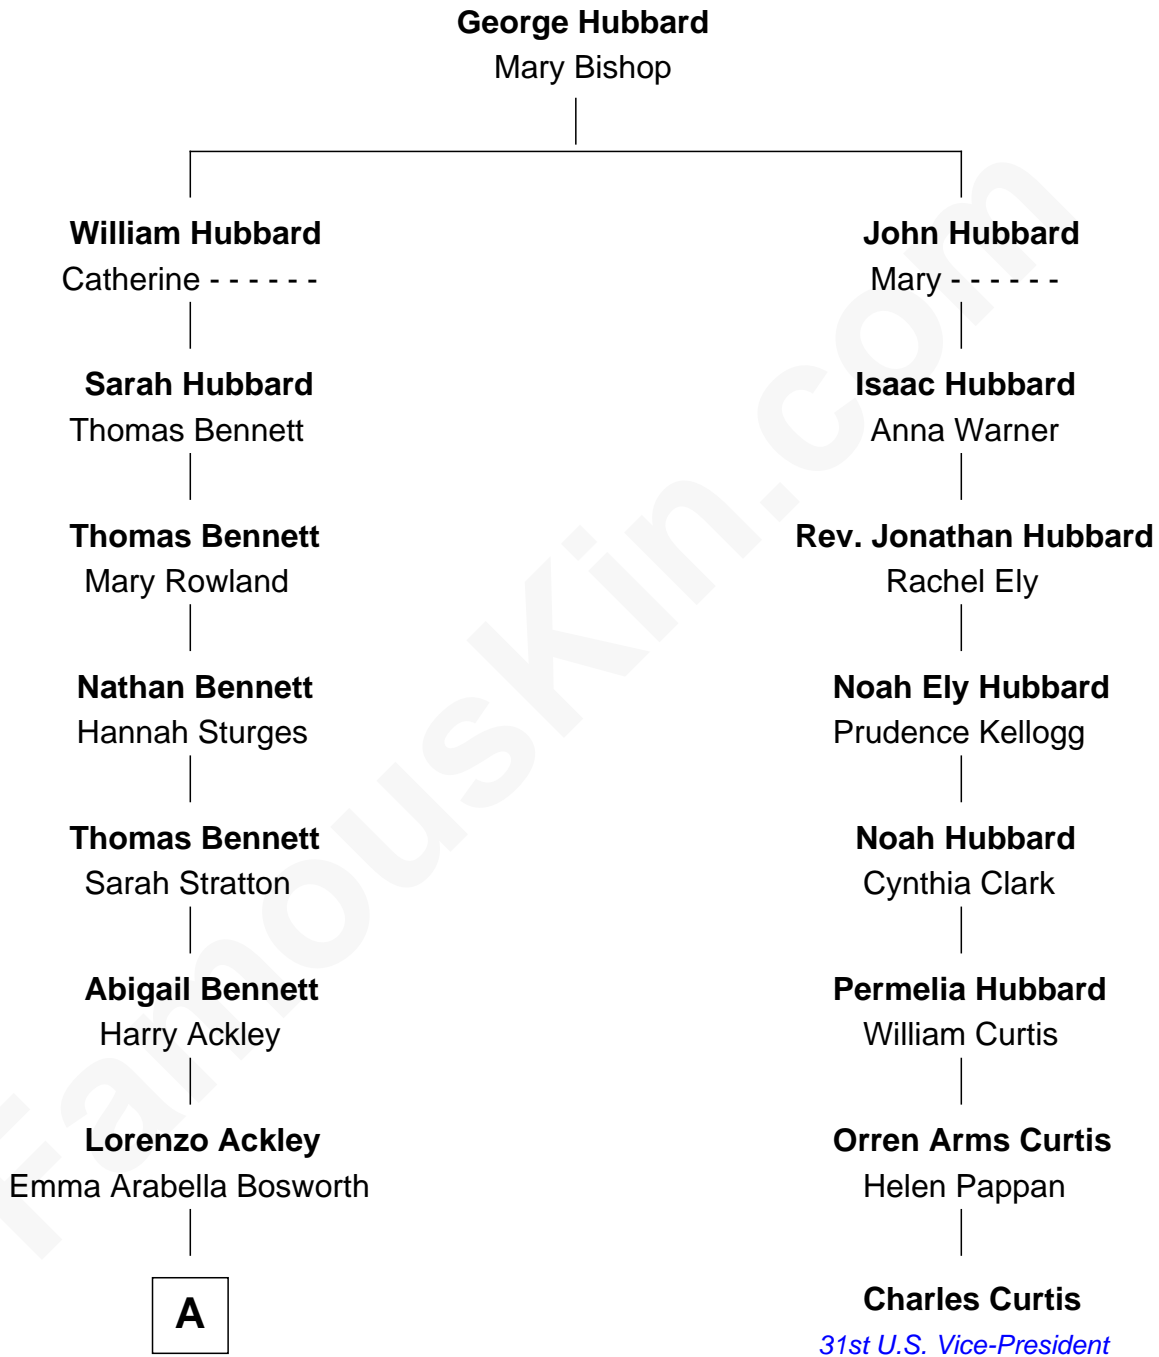 George Hubbard
Mary Bishop
William Hubbard
Catherine - - - - - -
John Hubbard
Mary - - - - - -
Sarah Hubbard
Thomas Bennett
Isaac Hubbard
Anna Warner
Thomas Bennett
Mary Rowland
Rev. Jonathan Hubbard
Rachel Ely
Nathan Bennett
Hannah Sturges
Noah Ely Hubbard
Prudence Kellogg
Thomas Bennett
Sarah Stratton
Noah Hubbard
Cynthia Clark
Abigail Bennett
Harry Ackley
Permelia Hubbard
William Curtis
Lorenzo Ackley
Emma Arabella Bosworth
Orren Arms Curtis
Helen Pappan
A
Charles Curtis
31st U.S. Vice-President
FamousKin.com